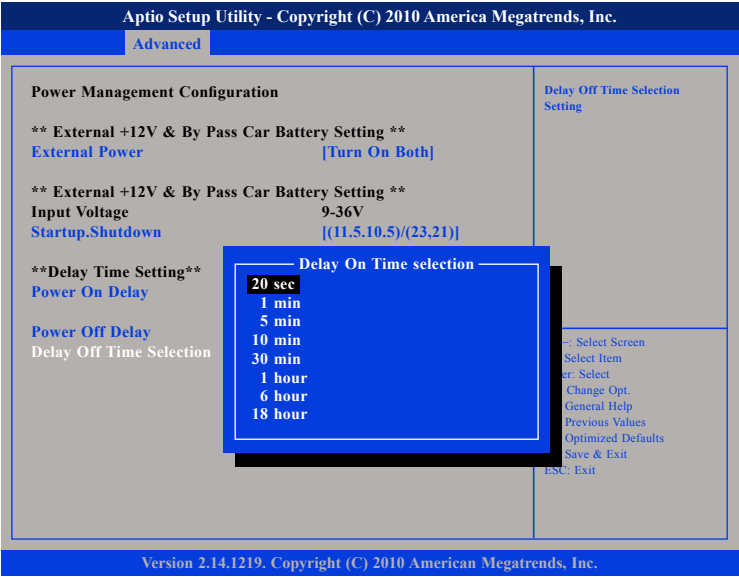 Aptio Setup Utility - Copyright (C) 2010 America Megatrends, Inc.
Advanced
Power Management Configuration
** External +12V & By Pass Car Battery Setting **
External Power [Turn On Both]
** External +12V & By Pass Car Battery Setting **
Input Voltage 9-36V
Startup.Shutdown [(11.5.10.5)/(23,21)]
**Delay Time Setting**
Power On Delay
Power Off Delay
Delay Off Time Selection
Delay On Time selection
20 sec
1 min
5 min
10 min
30 min
1 hour
6 hour
18 hour
Delay Off Time Selection
Setting
: Select Screen
Select Item
er: Select
Change Opt.
General Help
Previous Values
Optimized Defaults
Save & Exit
ESC: Exit
Version 2.14.1219. Copyright (C) 2010 American Megatrends, Inc.